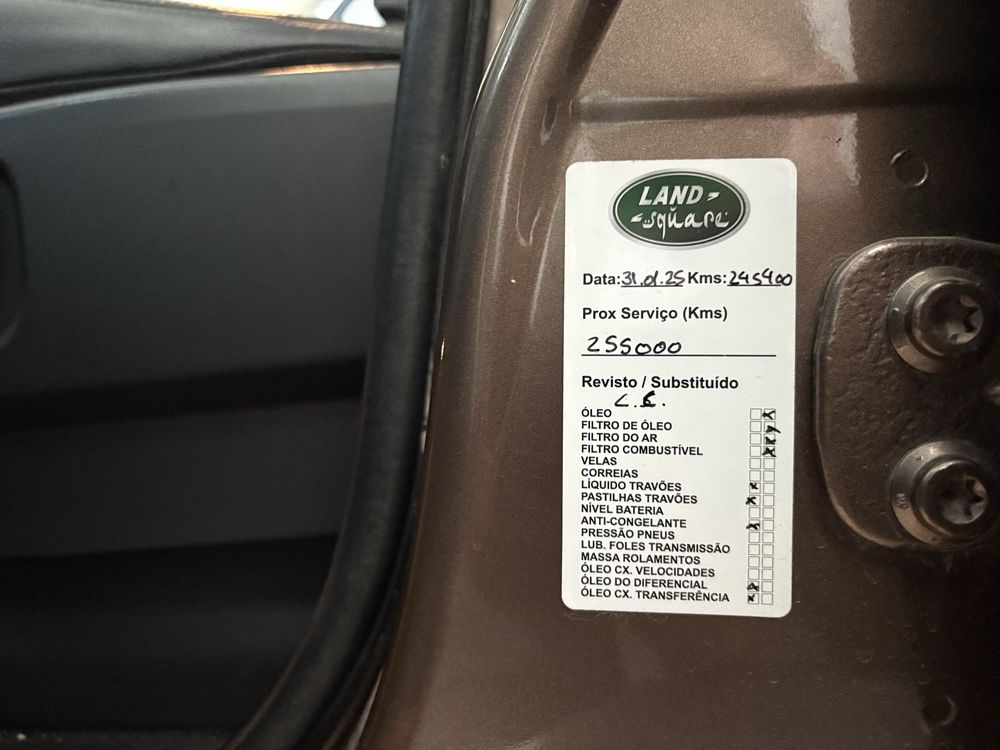 LAND
square
Data: 31.01.25 Kms: 245400
Prox Serviço (Kms)
255000
Revisto / Substituído
ÓLEO
FILTRO DE ÓLEO
FILTRO DO AR
FILTRO COMBUSTÍVEL
VELAS
CORREIAS
LÍQUIDO TRAVÕES
PASTILHAS TRAVÕES
NÍVEL BATERIA
ANTI-CONGELANTE
PRESSÃO PNEUS
LUB. FOLES TRANSMISSÃO
MASSA ROLAMENTOS
ÓLEO CX. VELOCIDADES
ÓLEO DO DIFERENCIAL
ÓLEO CX. TRANSFERÊNCIA